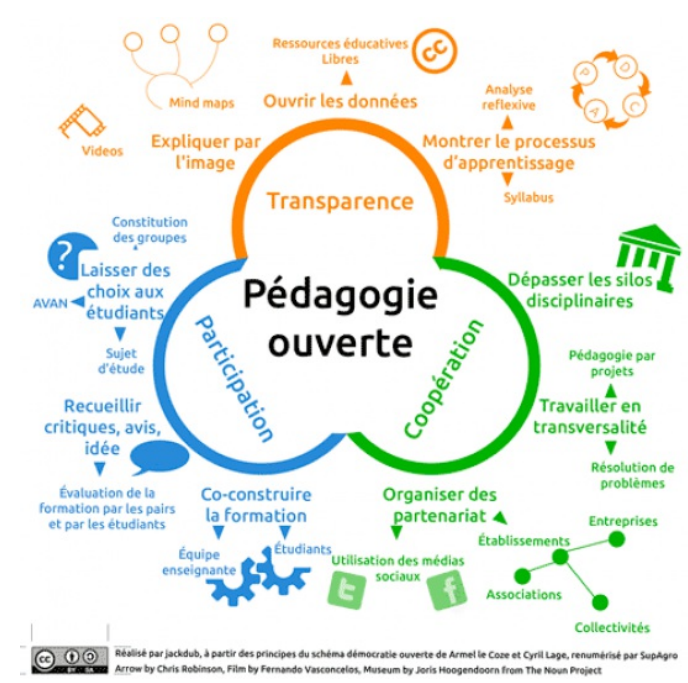 Ressources éducatives
Libres
Ouvrir les données
CC
Mind maps
Videos
Expliquer par
l'image
Analyse
reflexive
Montrer le processus
d'apprentissage
Syllbus
P
D
C
A
Transparence
Pédagogie
ouverte
Participation
Coopération
Constitution
des groupes
?
Laisser des
choix aux
étudiants
AVAN
Sujet
d'étude
Recueillir
critiques, avis,
idée
Évaluation de la
formation par les pairs
et par les étudiants
Co-construire
la formation
Équipe
enseignante
Étudiants
Dépasser les silos
disciplinaires
Pédagogie par
projets
Travailler en
transversalité
Résolution de
problèmes
Organiser des
partenariat
Utilisation des médias
sociaux
t
f
Établissements
Entreprises
Associations
Collectivités
cc
BY SA
Réalisé par jackdub, à partir des principes du schéma démocratie ouverte de Armel le Coze et Cyril Lage, renumérisé par SupAgro
Arrow by Chris Robinson, Film by Fernando Vasconcelos, Museum by Joris Hoogendoorn from The Noun Project